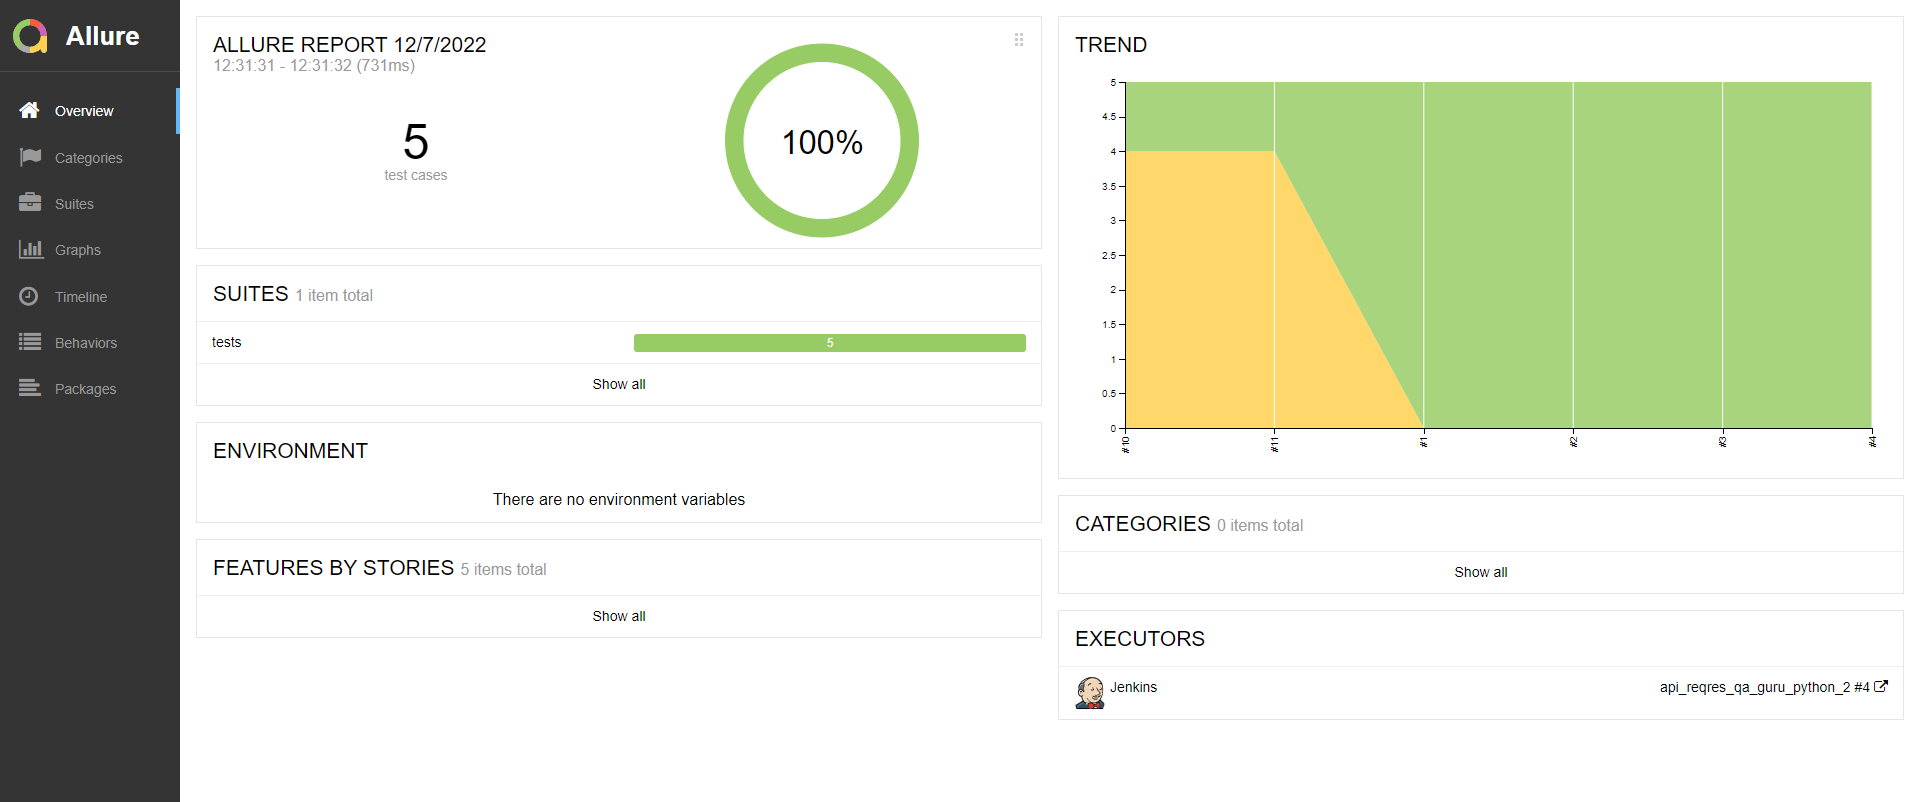 Allure
Overview
Categories
Suites
Graphs
Timeline
Behaviors
Packages
ALLURE REPORT 12/7/2022
12:31:31 - 12:31:32 (731ms)
5
test cases
100%
SUITES 1 item total
tests 5
Show all
ENVIRONMENT
There are no environment variables
FEATURES BY STORIES 5 items total
Show all
TREND
5
4.5
4
3.5
3
2.5
2
1.5
1
0.5
0
#10 #11 #1 #2 #3 #4
CATEGORIES 0 items total
Show all
EXECUTORS
Jenkins api_reqres_qa_guru_python_2 #4